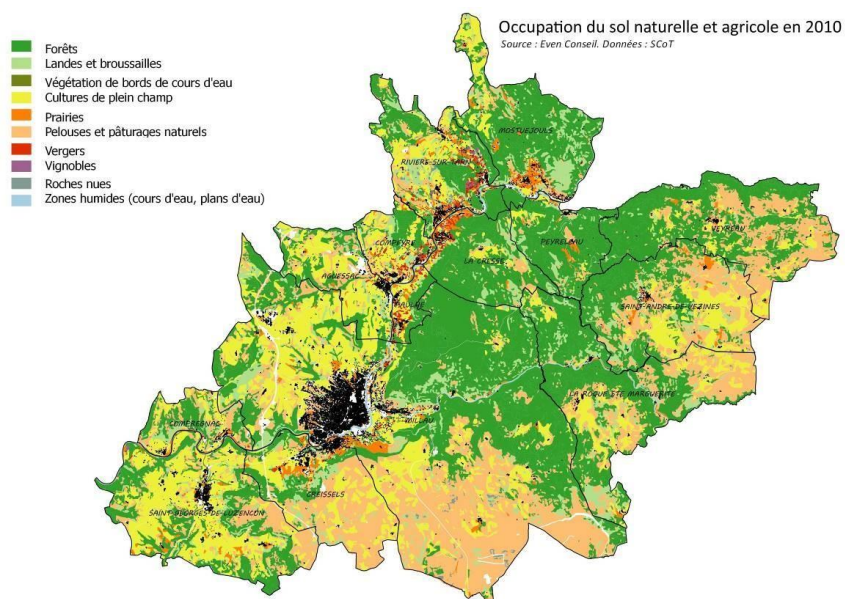 Occupation du sol naturelle et agricole en 2010
Source : Even Conseil. Données : SCoT
Forêts
Landes et broussailles
Végétation de bords de cours d'eau
Cultures de plein champ
Prairies
Pelouses et pâturages naturels
Vergers
Vignobles
Roches nues
Zones humides (cours d'eau, plans d'eau)
MOSTUEJOULS
RIVIERE-SUR-TARN
VEYREAU
COMPEYRE
PEYRELEAU
LA CRESSE
AGUESSAC
PAULHE
SAINT-ANDRE-DE-VEZINES
LA ROQUE STE MARGUERITE
MILLAU
COMPREGNAC
CREISSELS
SAINT-GEORGES-DE-LUZENCON